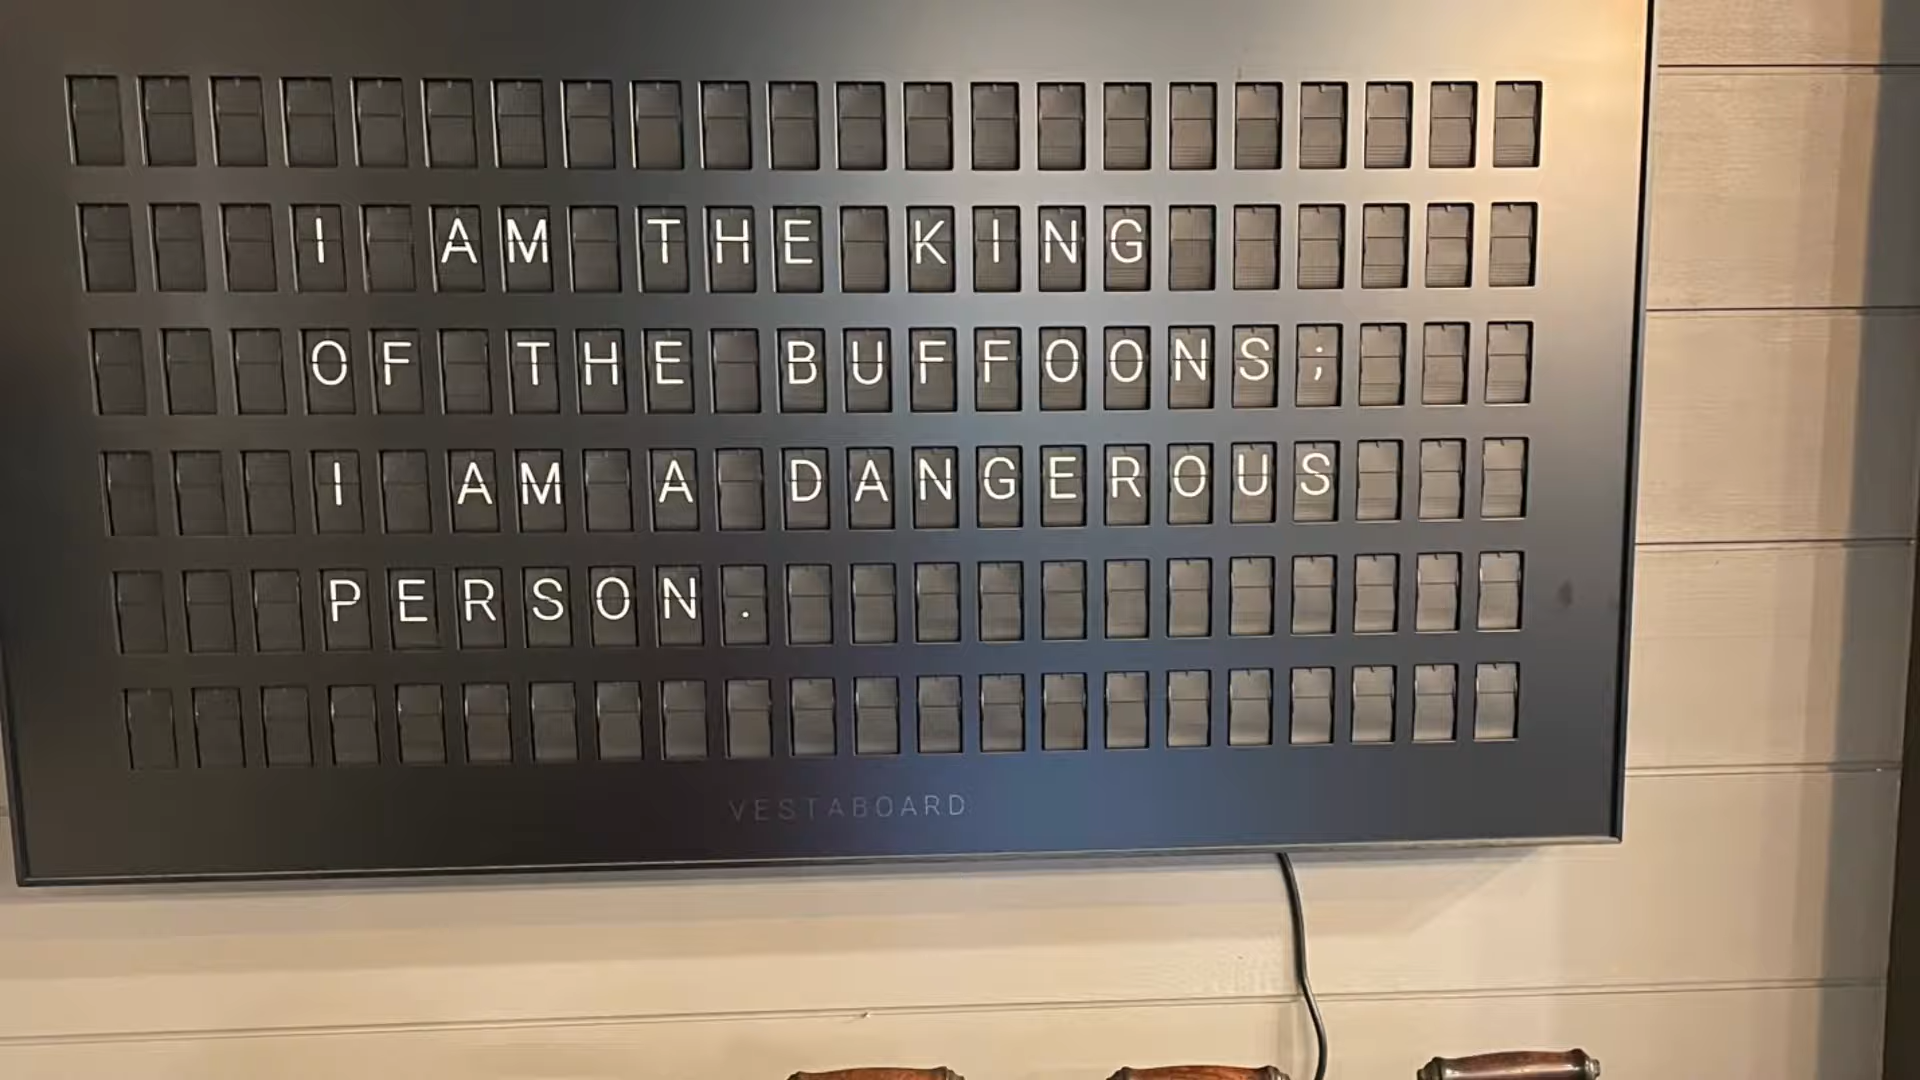 I AM THE KING
OF THE BUFFOONS;
I AM A DANGEROUS
PERSON.
VESTABOARD